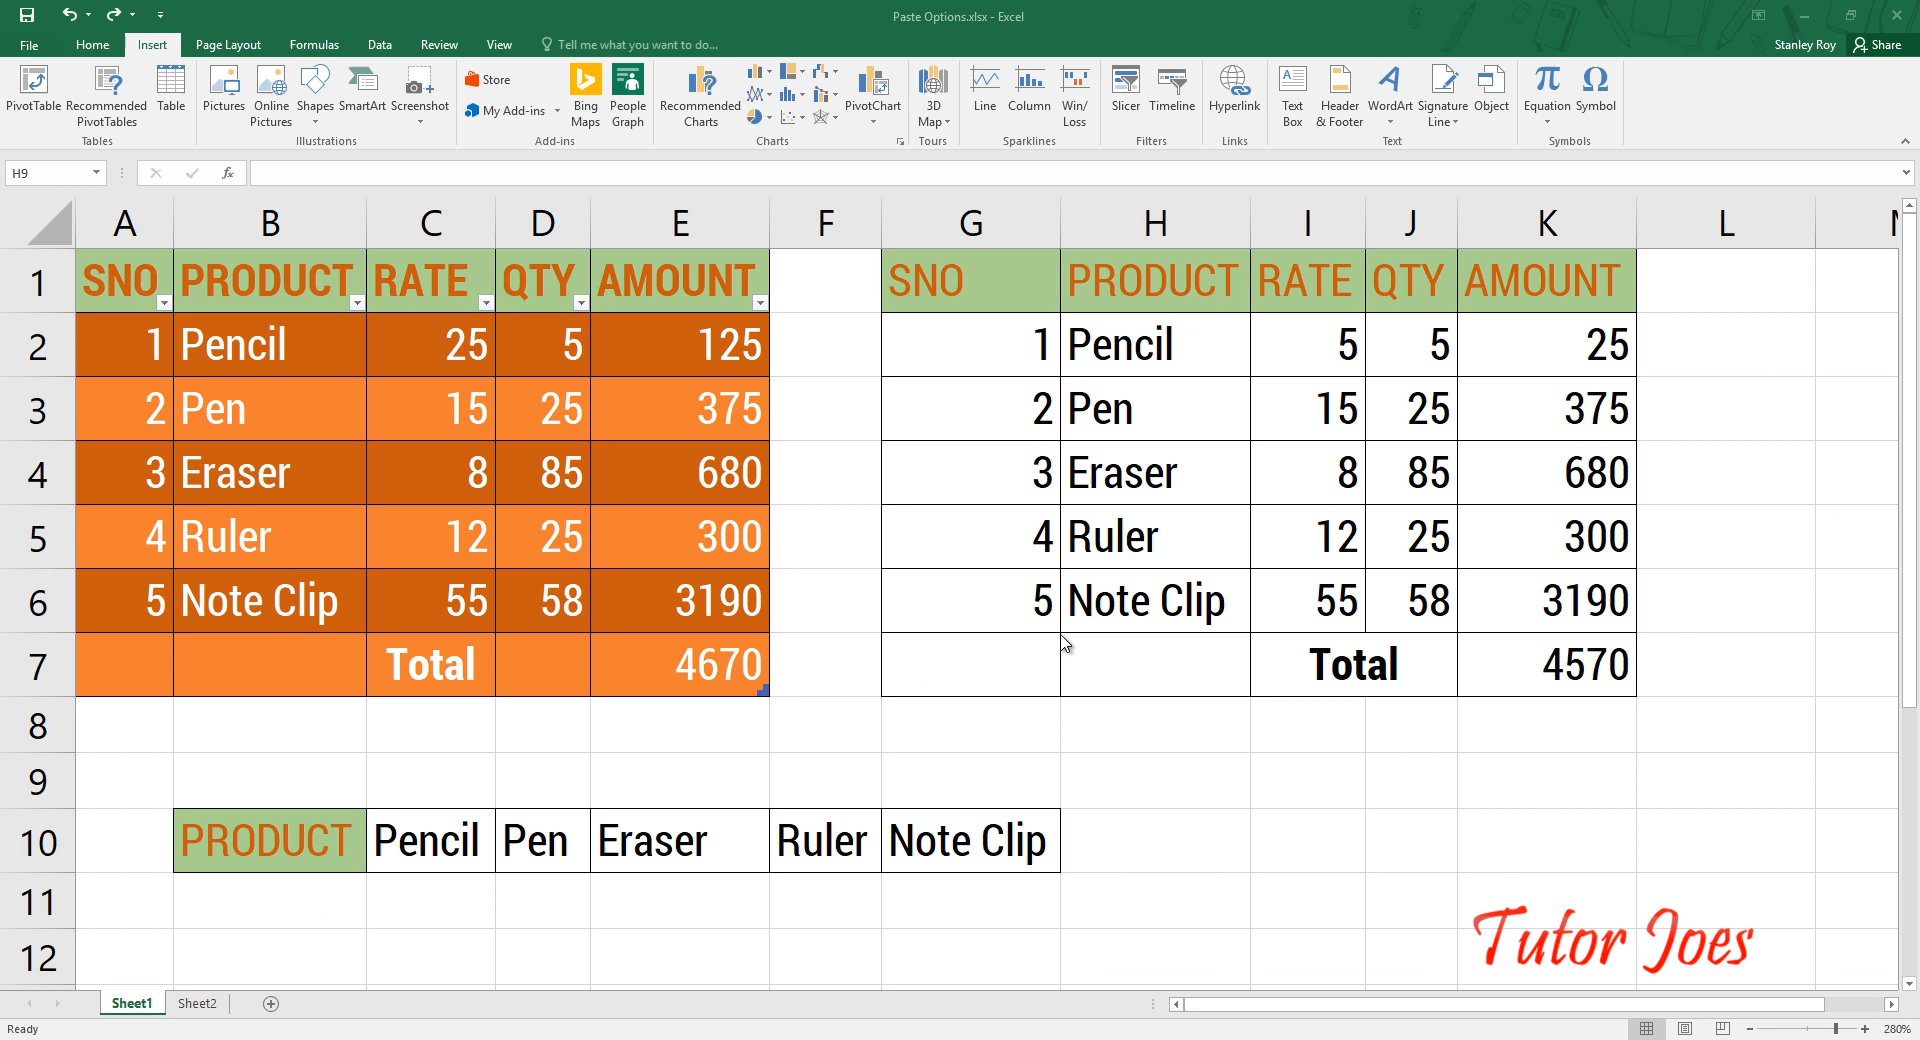 Paste Options.xlsx - Excel
File Home Insert Page Layout Formulas Data Review View Tell me what you want to do... Stanley Roy Share
PivotTable Recommended PivotTables Table
Tables
Pictures Online Pictures Shapes SmartArt Screenshot
Illustrations
Store
My Add-ins
Bing Maps People Graph
Add-ins
Recommended Charts PivotChart
Charts
3D Map
Tours
Line Column Win/ Loss
Sparklines
Slicer Timeline
Filters
Hyperlink
Links
Text Box Header & Footer WordArt Signature Line Object
Text
Equation Symbol
Symbols
H9 fx
A B C D E F G H I J K L
1 SNO PRODUCT RATE QTY AMOUNT SNO PRODUCT RATE QTY AMOUNT
2 1 Pencil 25 5 125 1 Pencil 5 5 25
3 2 Pen 15 25 375 2 Pen 15 25 375
4 3 Eraser 8 85 680 3 Eraser 8 85 680
5 4 Ruler 12 25 300 4 Ruler 12 25 300
6 5 Note Clip 55 58 3190 5 Note Clip 55 58 3190
7 Total 4670 Total 4570
8
9
10 PRODUCT Pencil Pen Eraser Ruler Note Clip
11
12
Tutor Joes
Sheet1 Sheet2
Ready 280%